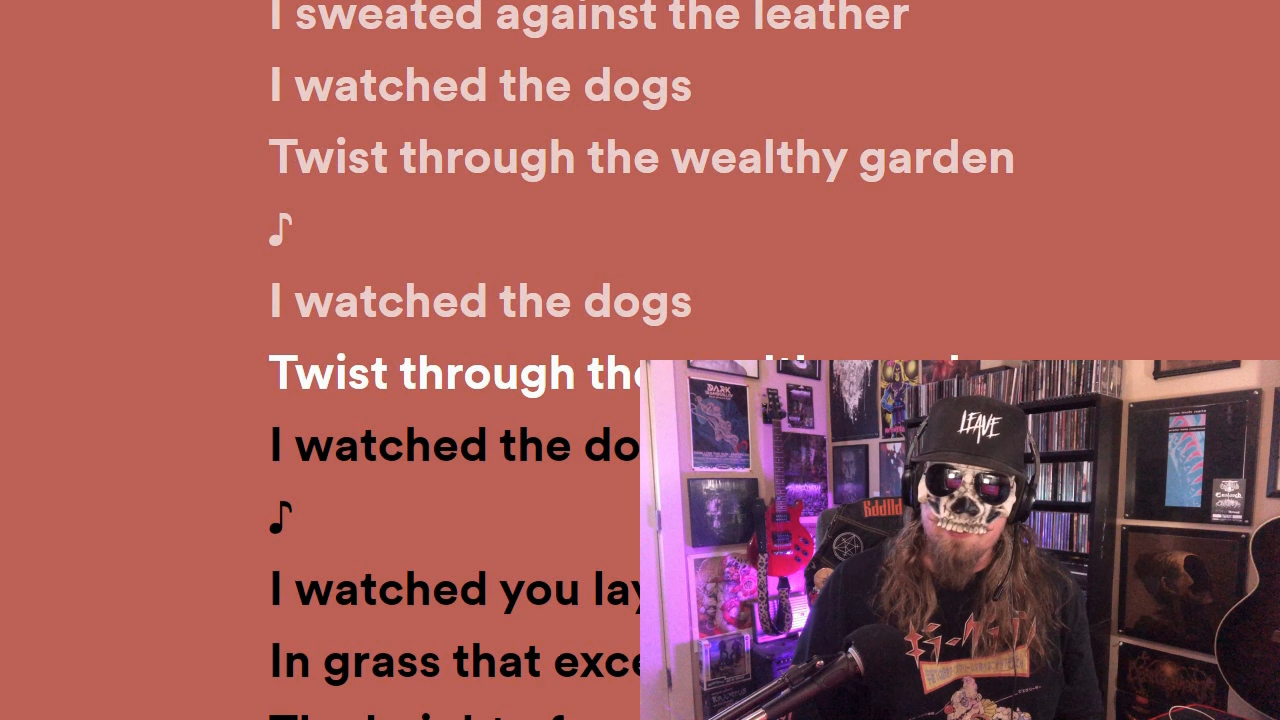 I sweated against the leather
I watched the dogs
Twist through the wealthy garden
♪
I watched the dogs
Twist through the
I watched the do
♪
I watched you lay
In grass that exce
LEAVE
DARK